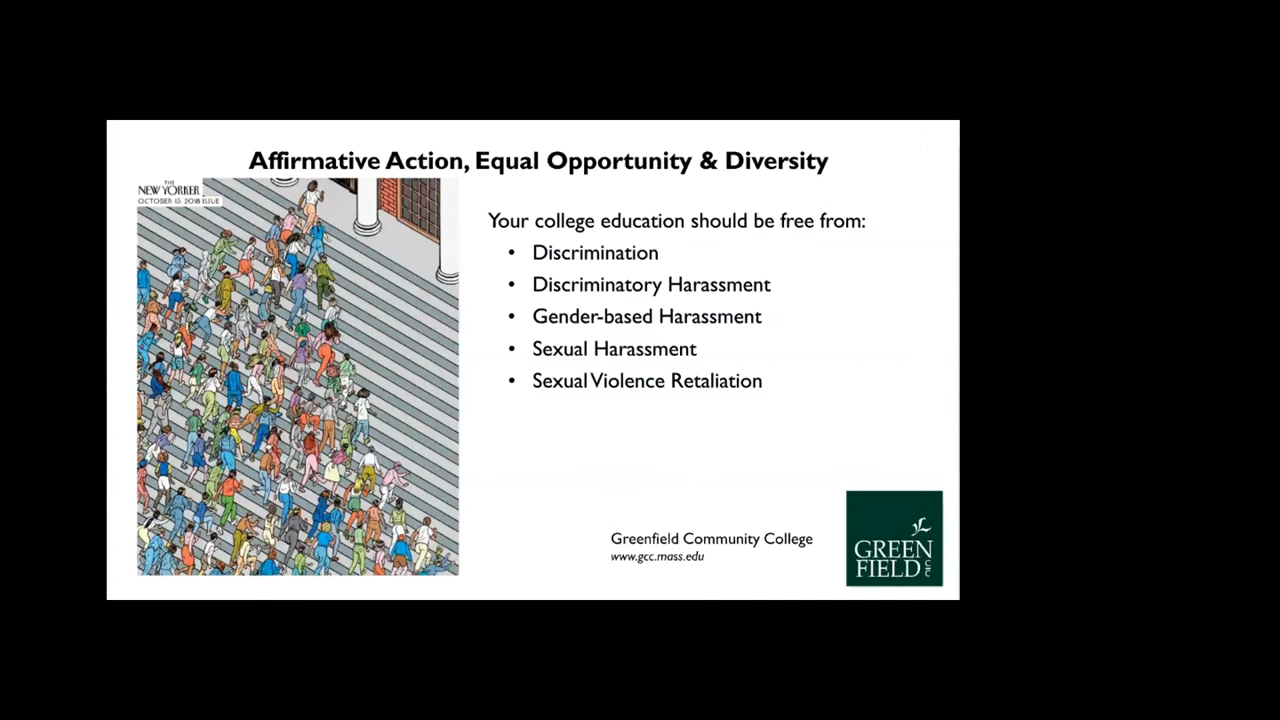 Affirmative Action, Equal Opportunity & Diversity
THE
NEW YORKER
OCTOBER 15 2018 ISSUE
Your college education should be free from:
• Discrimination
• Discriminatory Harassment
• Gender-based Harassment
• Sexual Harassment
• Sexual Violence Retaliation
Greenfield Community College
www.gcc.mass.edu
GREEN
FIELD
CC